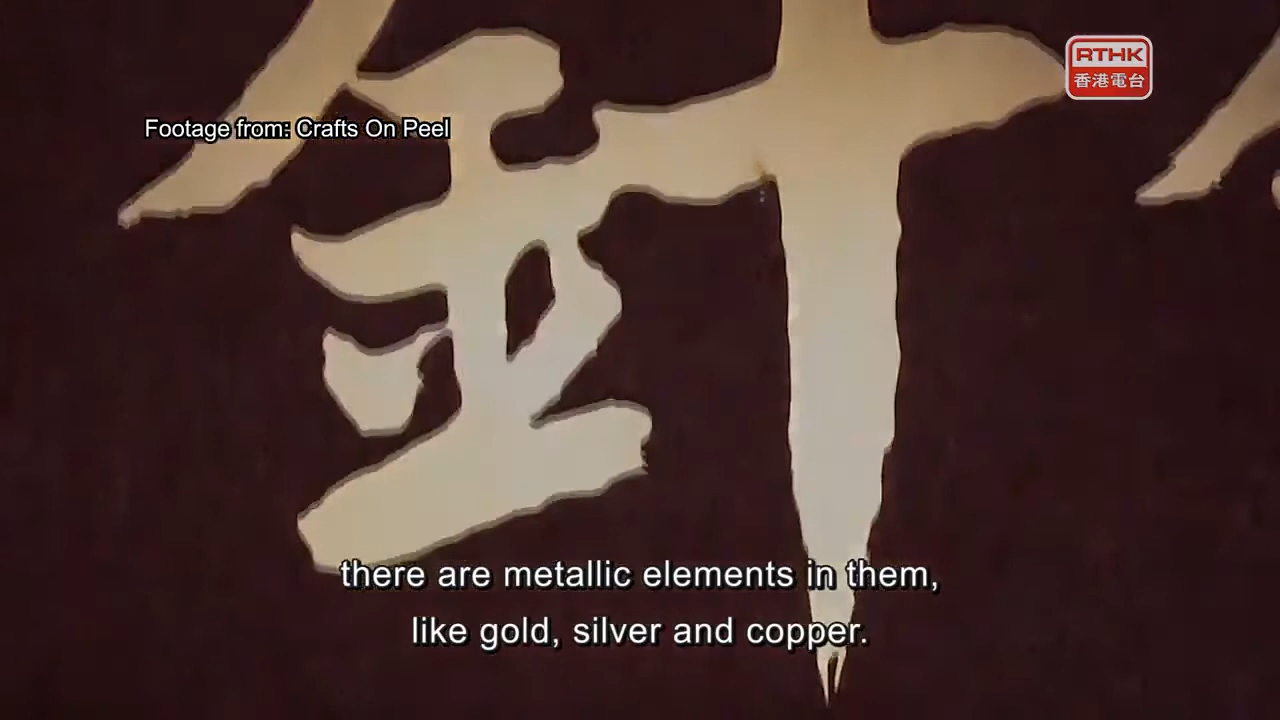 RTHK
香港電台
Footage from: Crafts On Peel
針
there are metallic elements in them,
like gold, silver and copper.